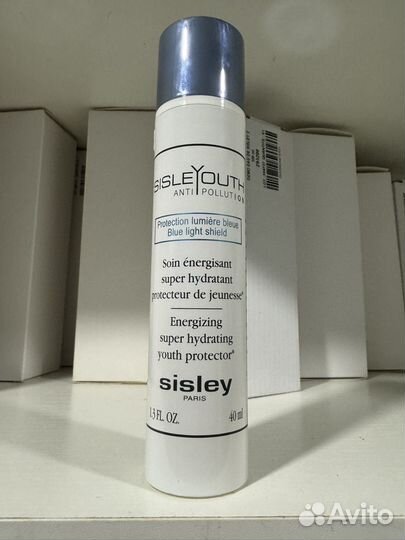 SISLEYOUTH
ANTI POLLUTION
Protection lumière bleue
Blue light shield
Soin énergisant
super hydratant
protecteur de jeunesse*
Energizing
super hydrating
youth protector*
sisley
PARIS
1.3 FL. OZ. 40 ml
Avito